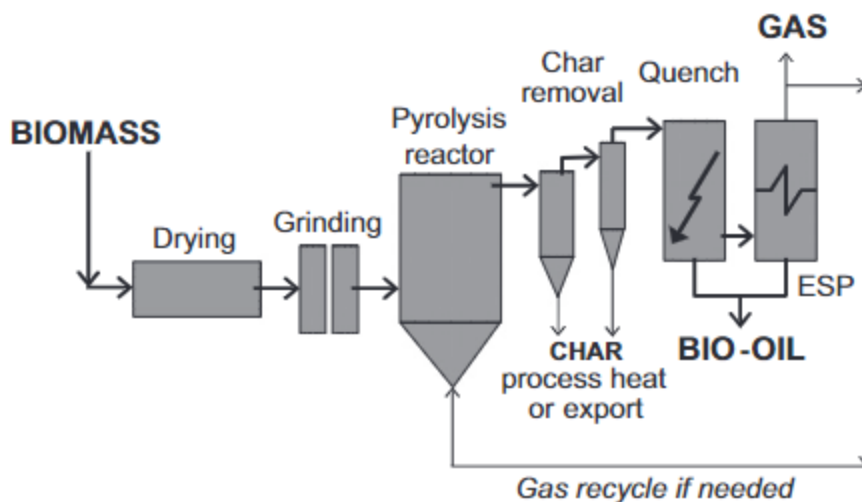 GAS
Char
removal
Quench
Pyrolysis
reactor
BIOMASS
Grinding
Drying
ESP
BIO-OIL
CHAR
process heat
or export
Gas recycle if needed